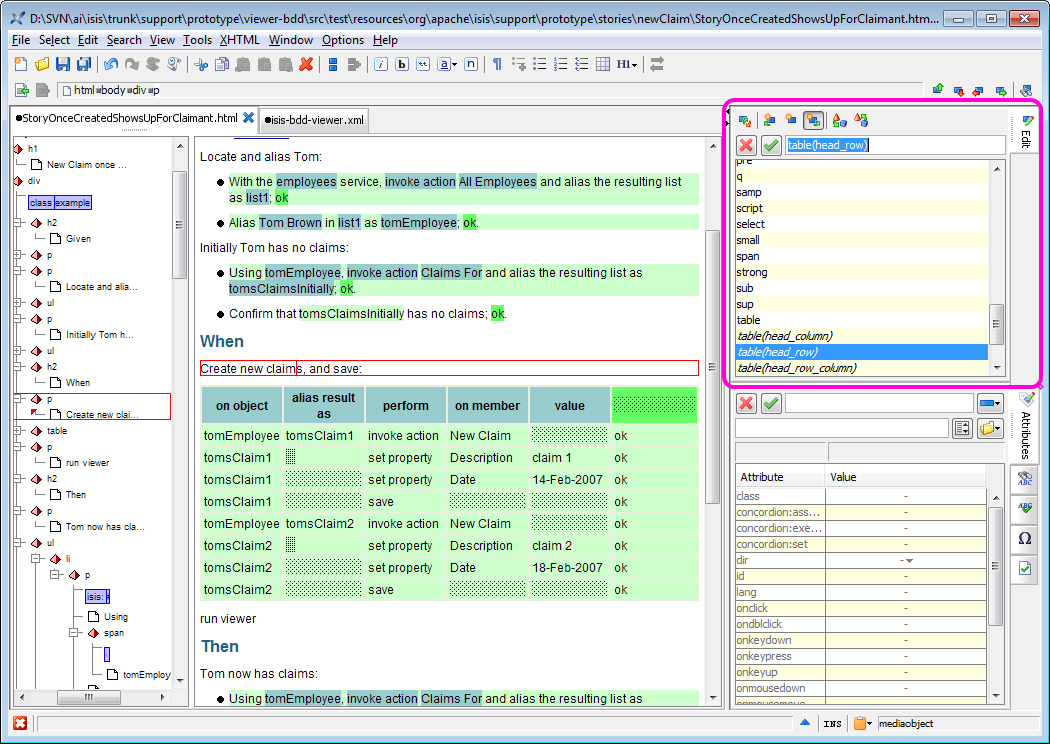 D:\SVN\ai\isis\trunk\support\prototype\viewer-bdd\src\test\resources\org\apache\isis\support\prototype\stories\newClaim\StoryOnceCreatedShowsUpForClaimant.htm...
File Select Edit Search View Tools XHTML Window Options Help
i b a n ¶ H1
html body div p
StoryOnceCreatedShowsUpForClaimant.html
isis-bdd-viewer.xml
h1
New Claim once ...
div
class example
h2
Given
p
p
Locate and alia...
ul
p
Initially Tom h...
ul
h2
When
p
Create new clai...
table
p
run viewer
h2
Then
p
Tom now has cla...
ul
li
p
isis:
Using
span
tomEmploy
Locate and alias Tom:
With the employees service, invoke action All Employees and alias the resulting list
as list1; ok
Alias Tom Brown in list1 as tomEmployee; ok.
Initially Tom has no claims:
Using tomEmployee, invoke action Claims For and alias the resulting list as
tomsClaimsInitially; ok.
Confirm that tomsClaimsInitially has no claims; ok.
When
Create new claims, and save:
on object alias result as perform on member value
tomEmployee tomsClaim1 invoke action New Claim ok
tomsClaim1 set property Description claim 1 ok
tomsClaim1 set property Date 14-Feb-2007 ok
tomsClaim1 save ok
tomEmployee tomsClaim2 invoke action New Claim ok
tomsClaim2 set property Description claim 2 ok
tomsClaim2 set property Date 18-Feb-2007 ok
tomsClaim2 save ok
run viewer
Then
Tom now has claims:
Using tomEmployee, invoke action Claims For and alias the resulting list as
Edit
table(head_row)
pre
q
samp
script
select
small
span
strong
sub
sup
table
table(head_column)
table(head_row)
table(head_row_column)
Attributes
Attribute Value
class -
concordion:ass... -
concordion:exe... -
concordion:set -
dir -
id -
lang -
onclick -
ondblclick -
onkeydown -
onkeypress -
onkeyup -
onmousedown -
onmousemove -
ABC
ABC
Ω
INS
mediaobject